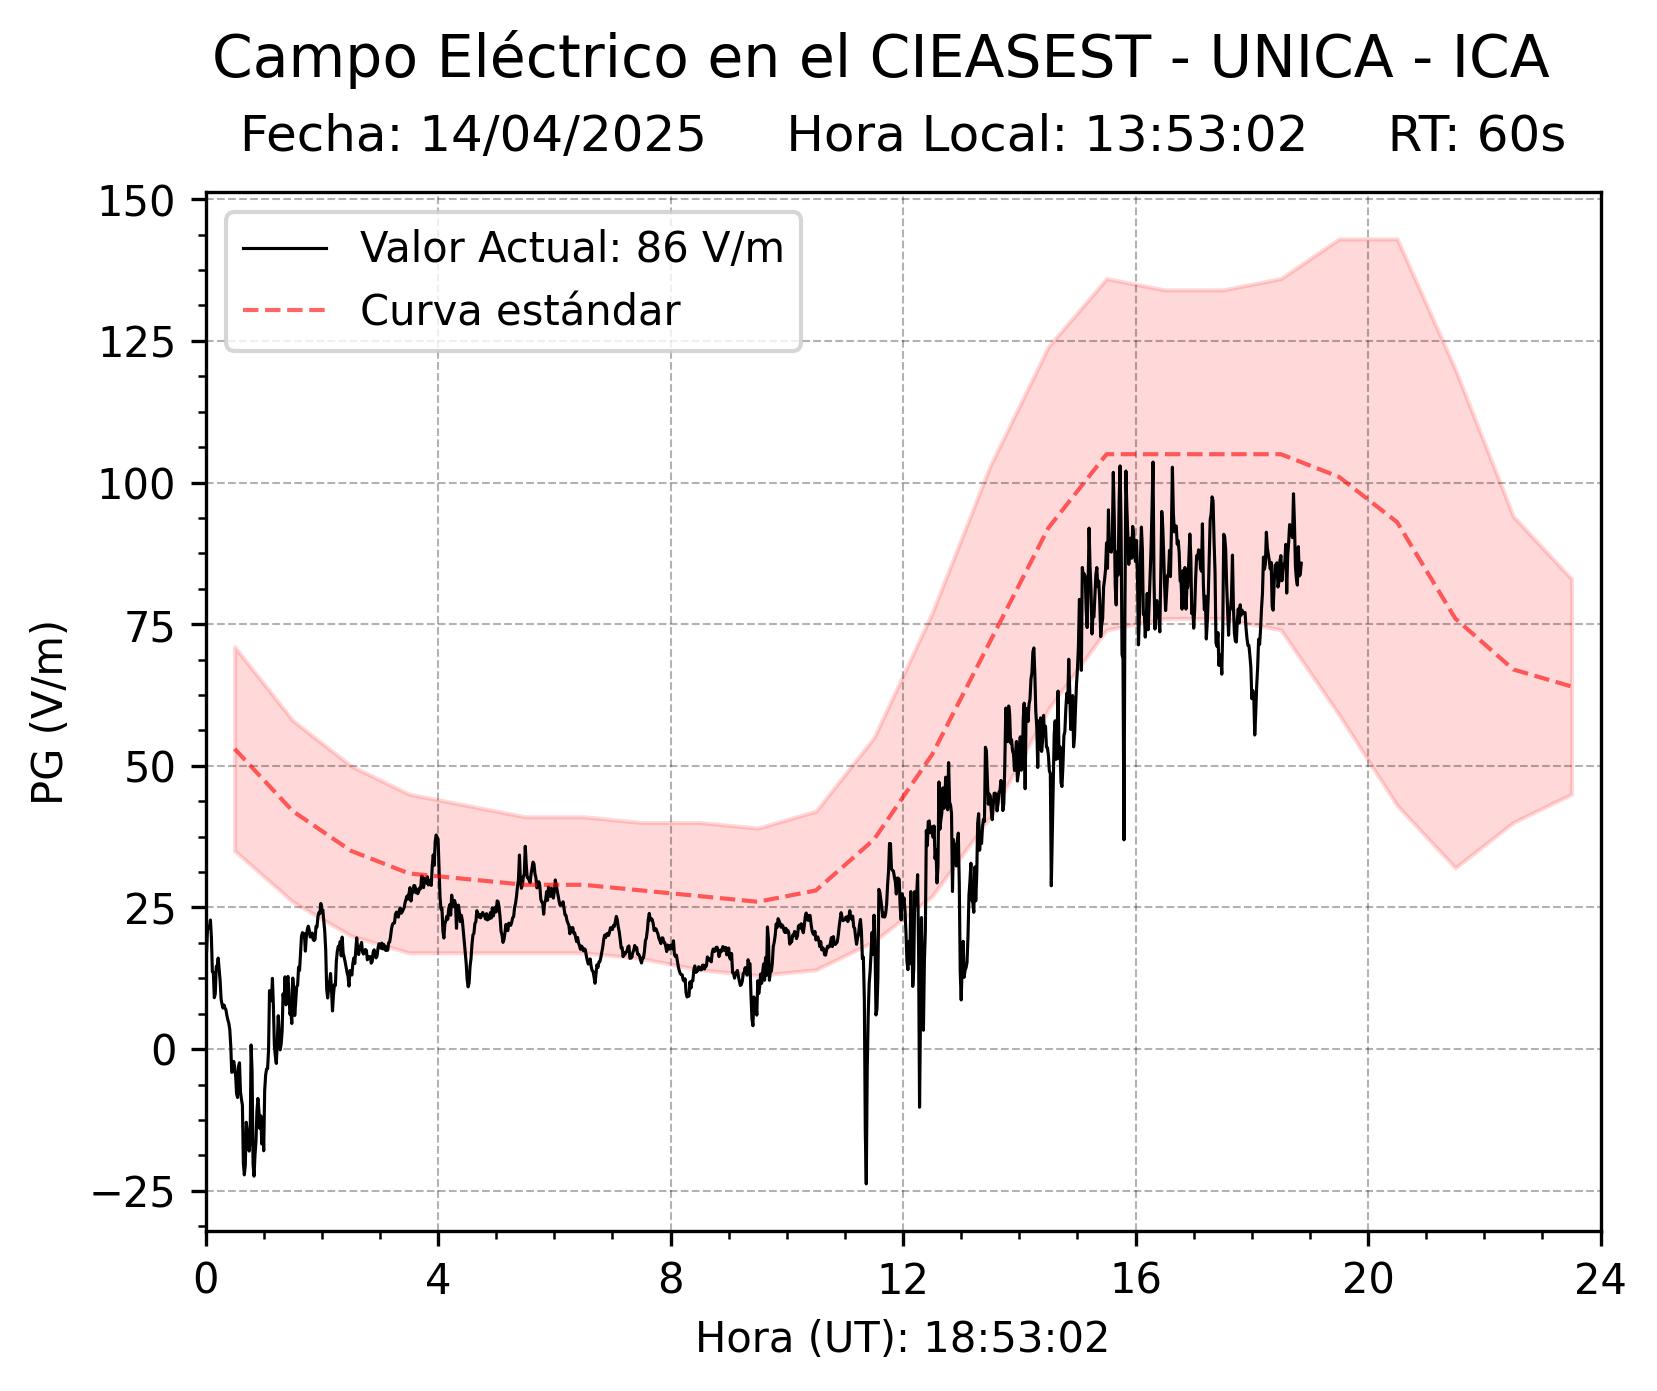 Campo Eléctrico en el CIEASEST - UNICA - ICA
Fecha: 14/04/2025 Hora Local: 13:53:02 RT: 60s
Valor Actual: 86 V/m
Curva estándar
PG (V/m)
150
125
100
75
50
25
0
−25
0 4 8 12 16 20 24
Hora (UT): 18:53:02